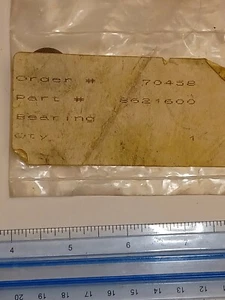 Order # 70458
Part # 8621600
Bearing
Qty. 1
4 5 6 7
20 19 18 17 16 15 14 13 12